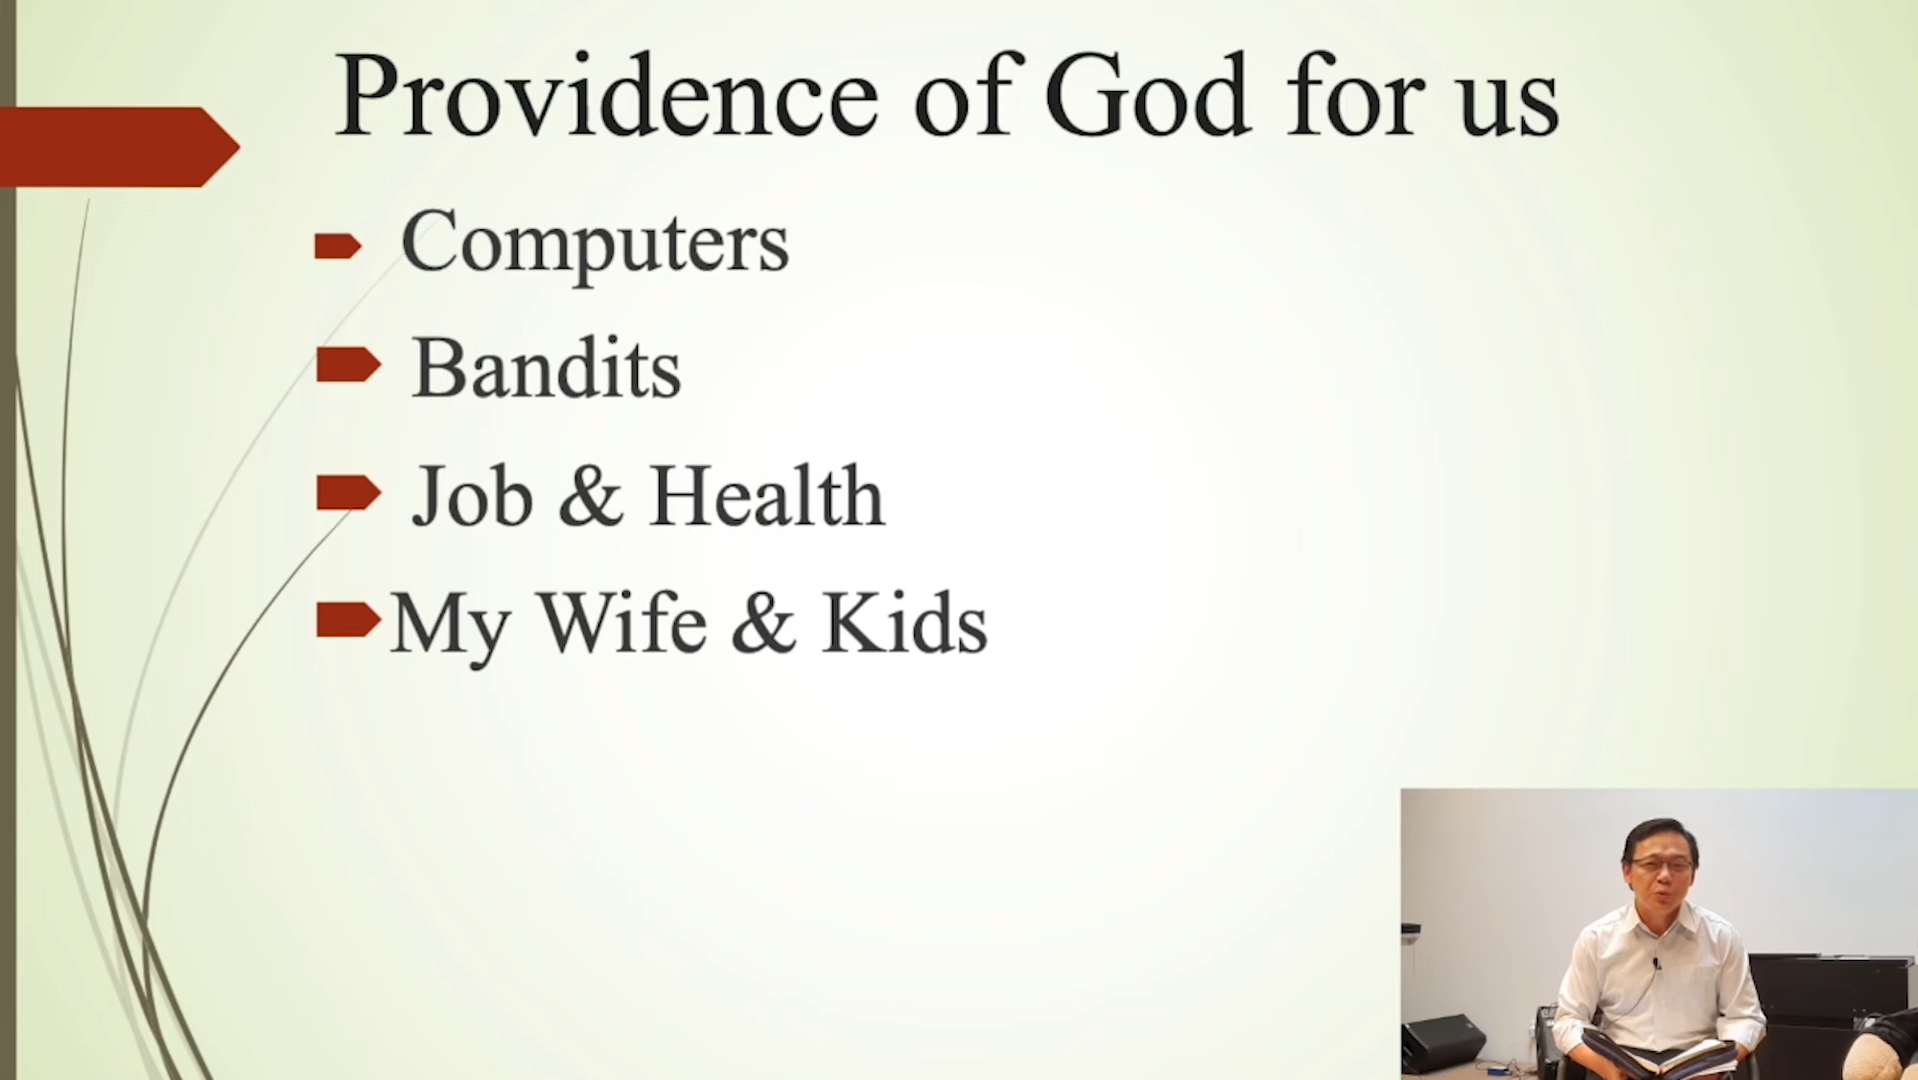 Providence of God for us
Computers
Bandits
Job & Health
My Wife & Kids